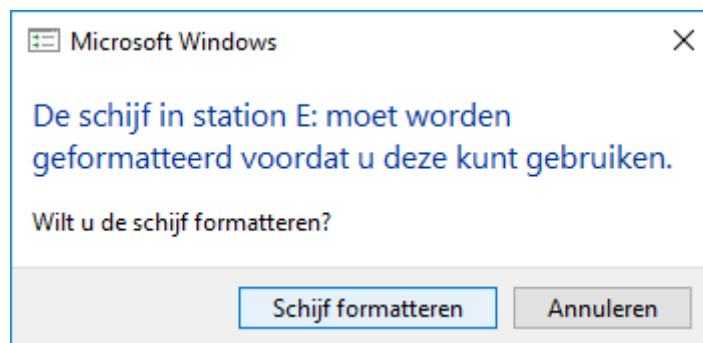 Microsoft Windows
De schijf in station E: moet worden
geformatteerd voordat u deze kunt gebruiken.
Wilt u de schijf formatteren?
Schijf formatteren
Annuleren